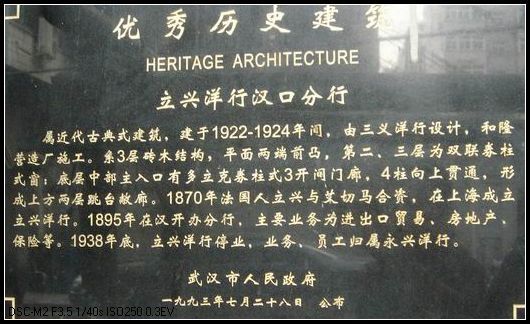 优秀历史建筑
HERITAGE ARCHITECTURE
立兴洋行汉口分行
属近代古典式建筑，建于1922-1924年间，由三义洋行设计，和隆
营造厂施工。系3层砖木结构，平面两端前凸，第二、三层为双联券柱
式窗；底层中部主入口有多立克券柱式3开间门廊，4柱向上贯通，形
成上方两层跳台敞廊。1870年法国人立兴与艾切马合资，在上海成立
立兴洋行。1895年在汉开办分行，主要业务为进出口贸易、房地产、
保险等。1938年底，立兴洋行停业，业务、员工归属永兴洋行。
武汉市人民政府
一九九三年七月二十八日 公布
DSC-M2 F3.5 1/40s ISO250 0.3EV